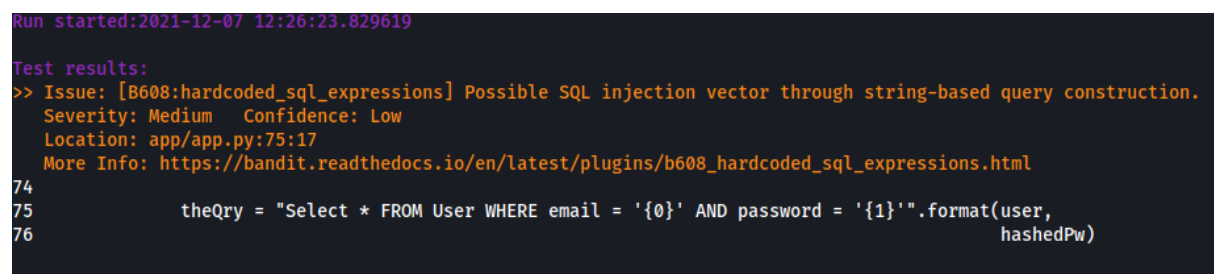 Run started:2021-12-07 12:26:23.829619
Test results:
>> Issue: [B608:hardcoded_sql_expressions] Possible SQL injection vector through string-based query construction.
Severity: Medium   Confidence: Low
Location: app/app.py:75:17
More Info: https://bandit.readthedocs.io/en/latest/plugins/b608_hardcoded_sql_expressions.html
74
75 theQry = "Select * FROM User WHERE email = '{0}' AND password = '{1}'".format(user,
76 hashedPw)